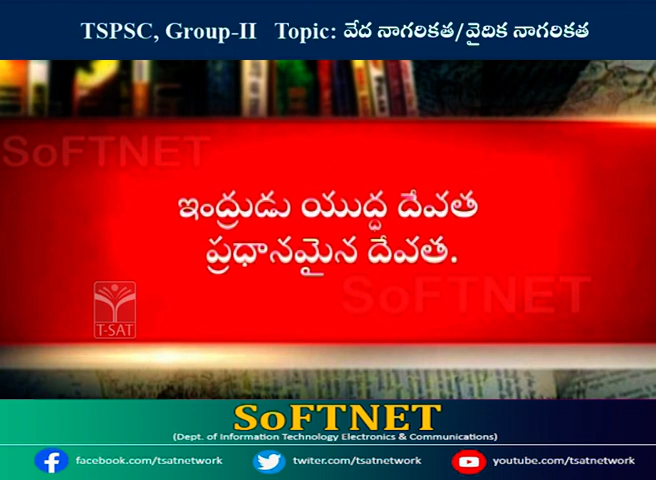 TSPSC, Group-II Topic: వేద నాగరికత/వైదిక నాగరికత
SoFTNET
ఇంద్రుడు యుద్ధ దేవత
ప్రధానమైన దేవత.
SoFTNET
T-SAT
SoFTNET
(Dept. of Information Technology Electronics & Communications)
facebook.com/tsatnetwork twiter.com/tsatnetwork youtube.com/tsatnetwork